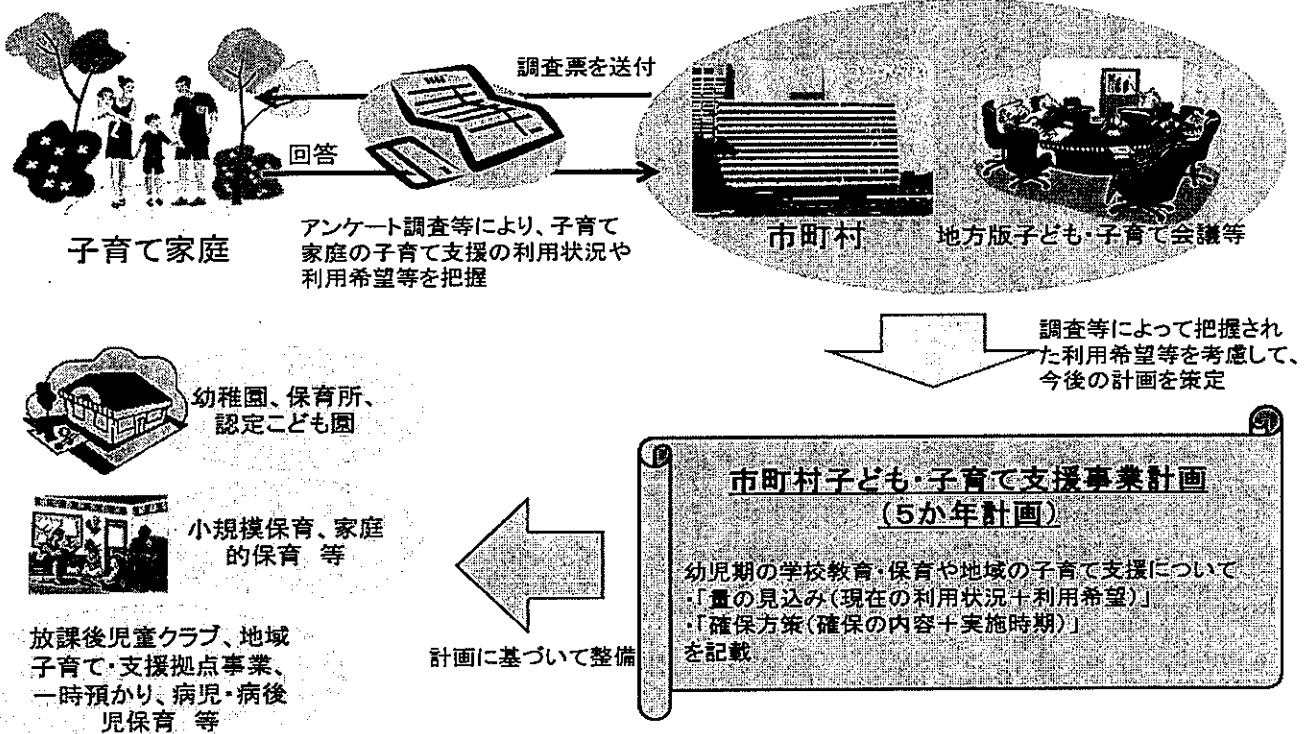 調査票を送付
回答
子育て家庭
アンケート調査等により、子育て
家庭の子育て支援の利用状況や
利用希望等を把握
市町村
地方版子ども・子育て会議等
調査等によって把握され
た利用希望等を考慮して、
今後の計画を策定
市町村子ども・子育て支援事業計画
(5か年計画)
幼児期の学校教育・保育や地域の子育て支援について
・「量の見込み(現在の利用状況+利用希望)」
・「確保方策(確保の内容+実施時期)」
を記載
計画に基づいて整備
幼稚園、保育所、
認定こども園
小規模保育、家庭
的保育 等
放課後児童クラブ、地域
子育て・支援拠点事業、
一時預かり、病児・病後
児保育 等